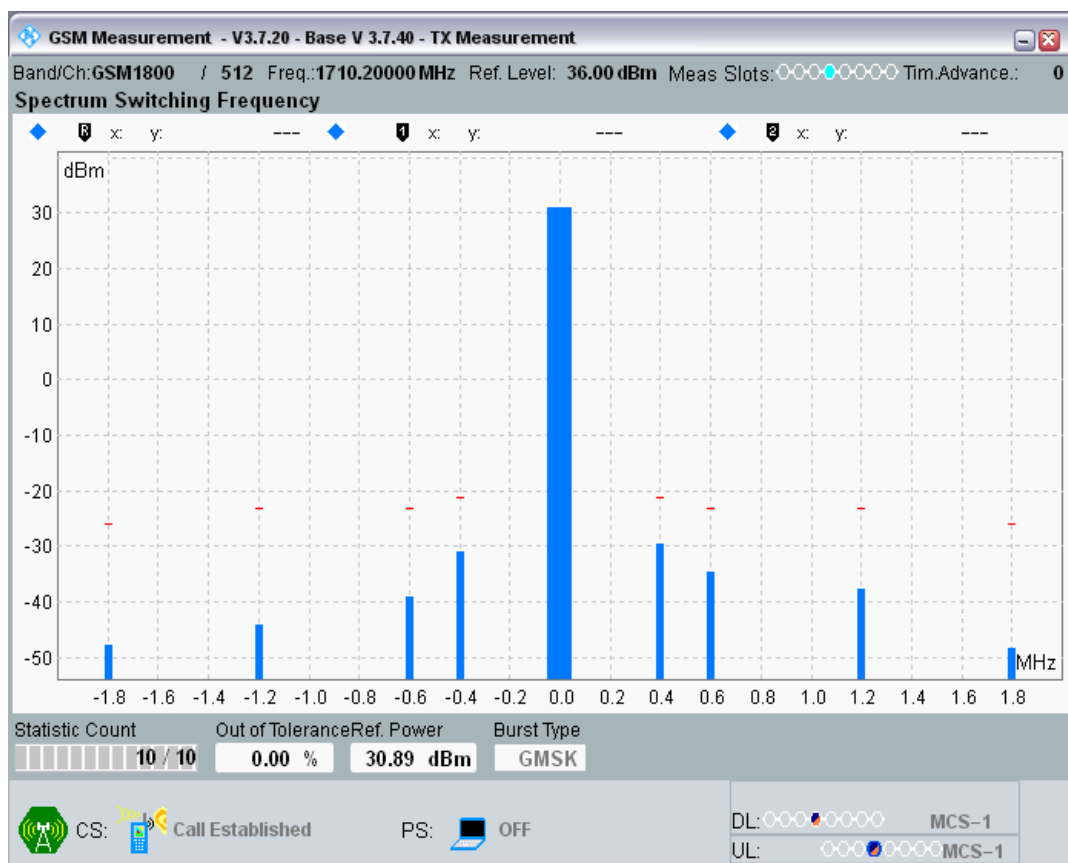 GSM Measurement - V3.7.20 - Base V 3.7.40 - TX Measurement
Band/Ch:GSM1800 / 512 Freq.:1710.20000 MHz Ref. Level: 36.00 dBm Meas Slots: Tim.Advance.: 0
Spectrum Switching Frequency
R x: y: --- 1 x: y: --- 2 x: y: ---
dBm
30
20
10
0
-10
-20
-30
-40
-50
MHz
-1.8 -1.6 -1.4 -1.2 -1.0 -0.8 -0.6 -0.4 -0.2 0.0 0.2 0.4 0.6 0.8 1.0 1.2 1.4 1.6 1.8
Statistic Count Out of Tolerance Ref. Power Burst Type
10 / 10 0.00 % 30.89 dBm GMSK
CS: Call Established PS: OFF
DL: MCS-1
UL: MCS-1